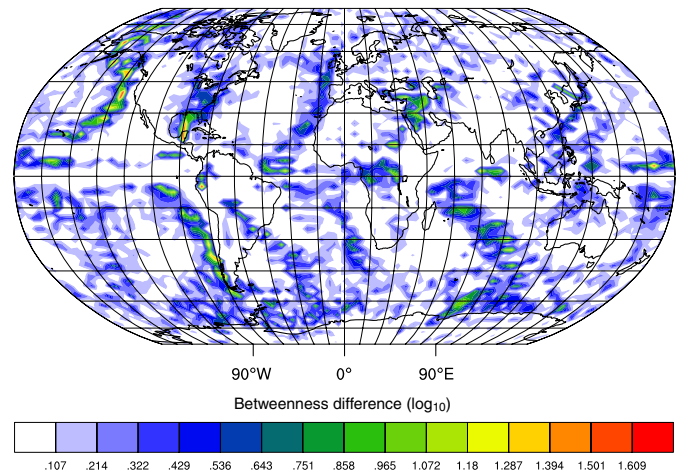 90°W 0° 90°E
Betweenness difference (log₁₀)
.107 .214 .322 .429 .536 .643 .751 .858 .965 1.072 1.18 1.287 1.394 1.501 1.609